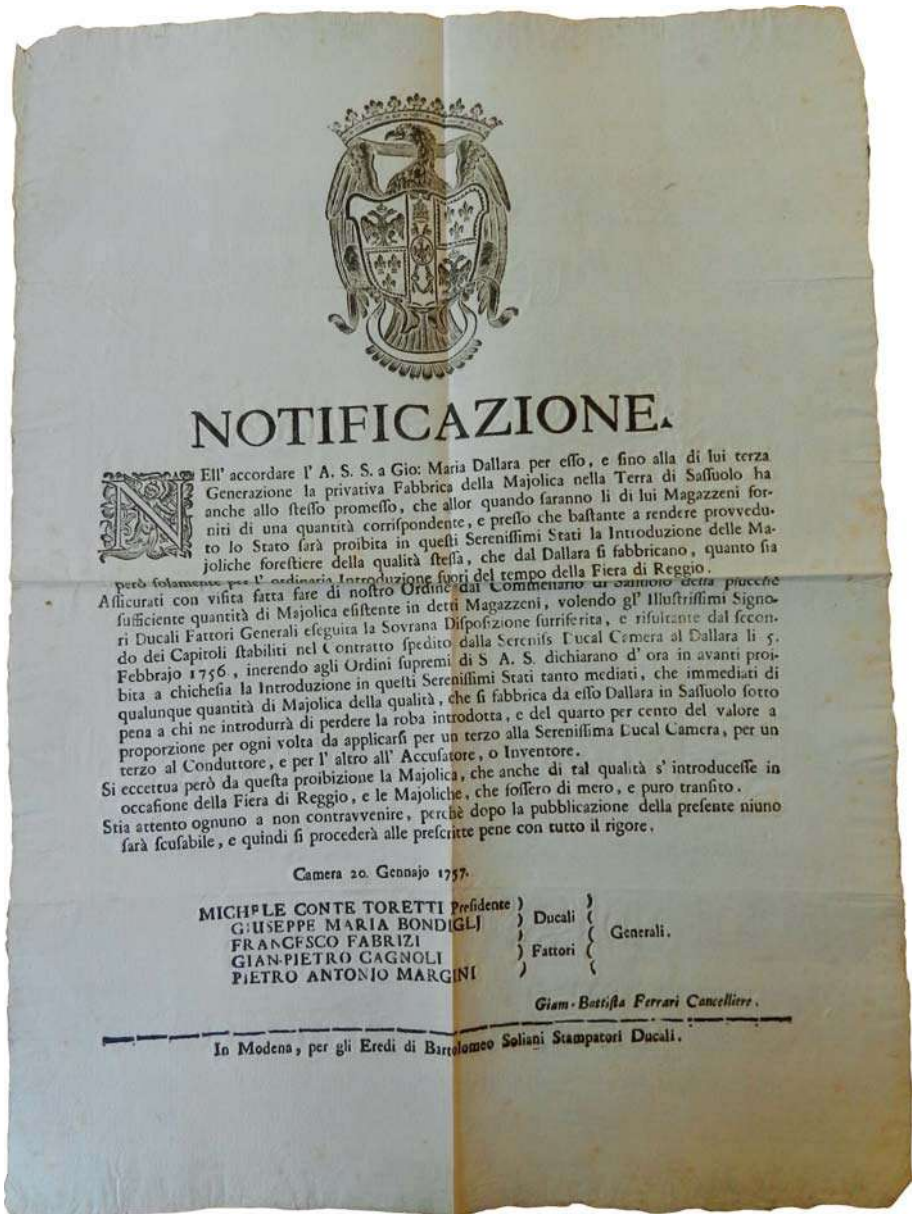 NOTIFICAZIONE.
NEll' accordare l' A. S. S. a Gio: Maria Dallara per eſſo, e fino alla di lui terza
Generazione la privativa Fabbrica della Majolica nella Terra di Saſſuolo ha
anche allo ſteſſo promeſſo, che allor quando ſaranno li di lui Magazzeni for-
niti di una quantità corriſpondente, e preſſo che baſtante a rendere provvedu-
to lo Stato ſarà proibita in queſti Sereniſſimi Stati la Introduzione delle Ma-
joliche foreſtiere della qualità ſteſſa, che dal Dallara ſi fabbricano, quanto ſia
però ſolamente per l' ordinaria Introduzione fuori del tempo della Fiera di Reggio.
Aſſicurati con viſita fatta fare di noſtro Ordine dal Commeſſario di Saſſuolo della piucchè
ſufficiente quantità di Majolica eſiſtente in detti Magazzeni, volendo gl' Illuſtriſſimi Signo-
ri Ducali Fattori Generali eſeguita la Sovrana Diſpoſizione ſurriferita, e riſultante dal ſecon-
do dei Capitoli ſtabiliti nel Contratto ſpedito dalla Sereniſs Ducal Camera al Dallara li 5.
Febbrajo 1756, inerendo agli Ordini ſupremi di S A. S. dichiarano d' ora in avanti proi-
bita a chicheſia la Introduzione in queſti Sereniſſimi Stati tanto mediati, che immediati di
qualunque quantità di Majolica della qualità, che ſi fabbrica da eſſo Dallara in Saſſuolo ſotto
pena a chi ne introdurrà di perdere la roba introdotta, e del quarto per cento del valore a
proporzione per ogni volta da applicarſi per un terzo alla Sereniſſima Ducal Camera, per un
terzo al Conduttore, e per l' altro all' Accuſatore, o Inventore.
Si eccettua però da queſta proibizione la Majolica, che anche di tal qualità s' introduceſſe in
occaſione della Fiera di Reggio, e le Majoliche, che foſſero di mero, e puro tranſito.
Stia attento ognuno a non contravvenire, perchè dopo la pubblicazione della preſente niuno
ſarà ſcuſabile, e quindi ſi procederà alle preſcritte pene con tutto il rigore.
Camera 20. Gennajo 1757.
MICHELE CONTE TORETTI Preſidente ) )
GIUSEPPE MARIA BONDIGLJ ) Ducali (
FRANCESCO FABRIZI ) ( Generali.
GIAN-PIETRO CAGNOLI ) Fattori (
PIETRO ANTONIO MARGINI ) (
Giam-Battiſta Ferrari Cancelliere.
In Modena, per gli Eredi di Bartolomeo Soliani Stampatori Ducali.